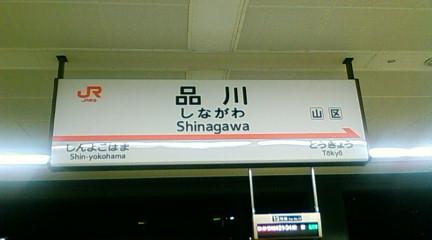 JR
品川
しながわ
Shinagawa
山 区
しんよこはま
Shin-yokohama
とうきょう
Tōkyō